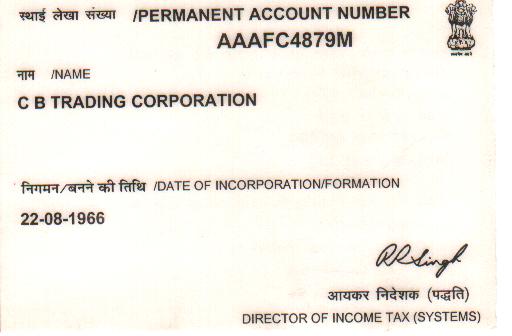 स्थाई लेखा संख्या /PERMANENT ACCOUNT NUMBER
AAAFC4879M
नाम /NAME
C B TRADING CORPORATION
निगमन/बनने की तिथि /DATE OF INCORPORATION/FORMATION
22-08-1966
आयकर निदेशक (पद्धति)
DIRECTOR OF INCOME TAX (SYSTEMS)